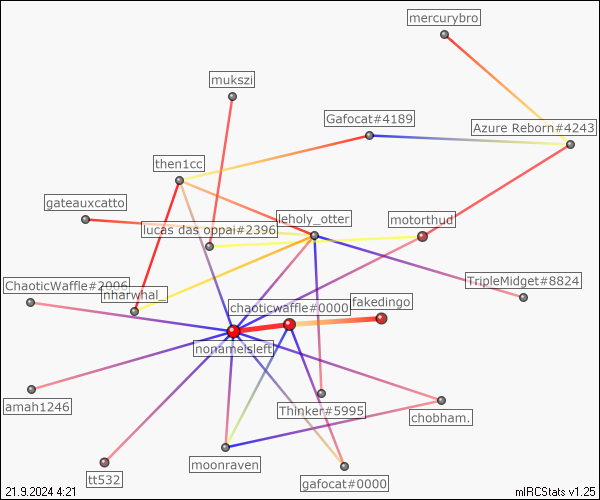 mercurybro
mukszi
Gafocat#4189
Azure Reborn#4243
then1cc
gateauxcatto
leholy_otter
motorthud
lucas das oppai#2396
ChaoticWaffle#2006
TripleMidget#8824
nharwhal_
chaoticwaffle#0000
fakedingo
nonameisleft
amah1246
Thinker#5995
chobham.
moonraven
tt532
gafocat#0000
21.9.2024 4:21
mIRCStats v1.25